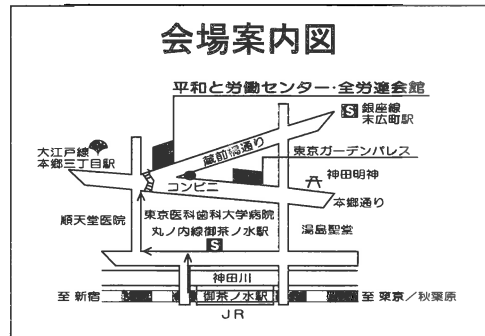 会場案内図
平和と労働センター・全労連会館
S 銀座線
末広町駅
大江戸線
本郷三丁目駅
蔵前橋通り
東京ガーデンパレス
コンビニ
神田明神
本郷通り
順天堂医院
東京医科歯科大学病院
丸ノ内線御茶ノ水駅
S
湯島聖堂
神田川
至 新宿
御茶ノ水駅
至 東京/秋葉原
JR